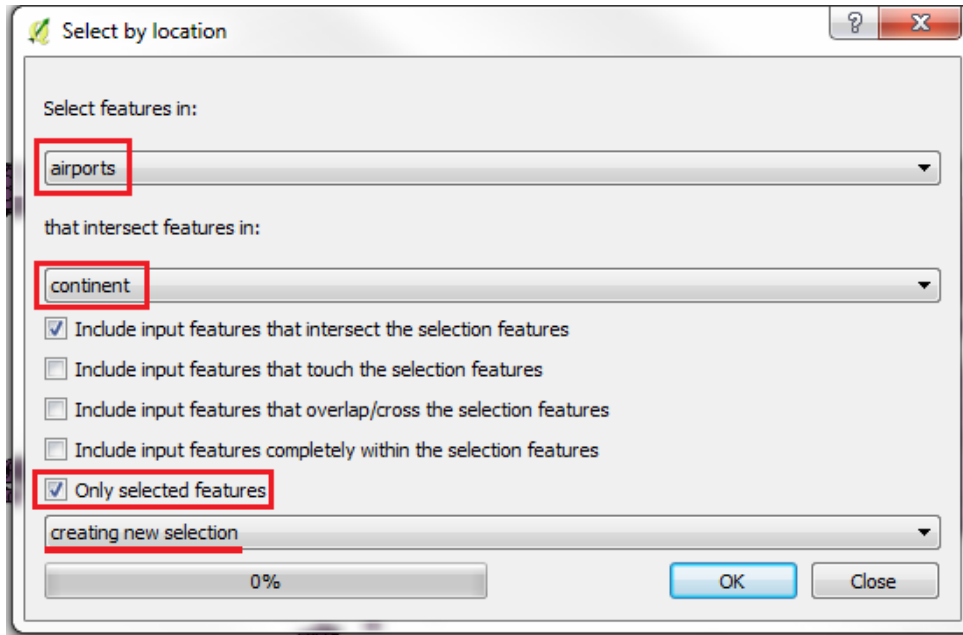 Select by location
Select features in:
airports
that intersect features in:
continent
Include input features that intersect the selection features
Include input features that touch the selection features
Include input features that overlap/cross the selection features
Include input features completely within the selection features
Only selected features
creating new selection
0%
OK
Close